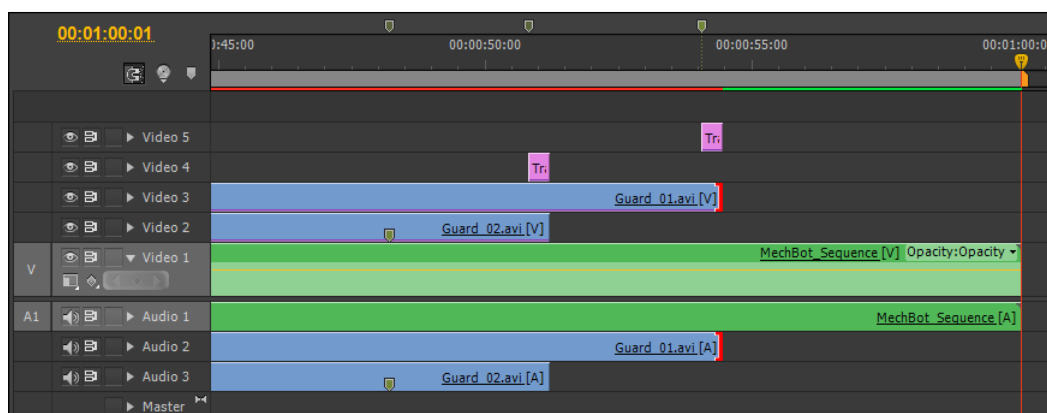 00:01:00:01
):45:00 00:00:50:00 00:00:55:00 00:01:00:0
Video 5 Tr
Video 4 Tr
Video 3 Guard_01.avi [V]
Video 2 Guard_02.avi [V]
V Video 1 MechBot_Sequence [V] Opacity:Opacity
A1 Audio 1 MechBot_Sequence [A]
Audio 2 Guard_01.avi [A]
Audio 3 Guard_02.avi [A]
Master